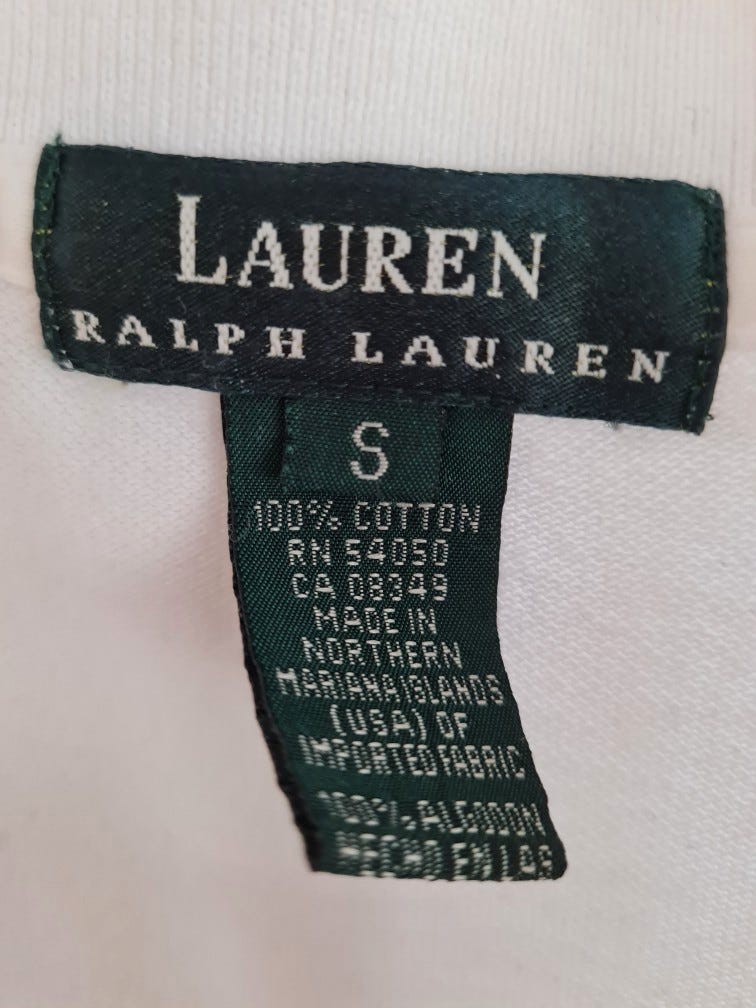 LAUREN
RALPH LAUREN
S
100% COTTON
RN 54050
CA 08349
MADE IN
NORTHERN
MARIANA ISLANDS
(USA) OF
IMPORTED FABRIC
100% ALGODON
HECHO EN LAS